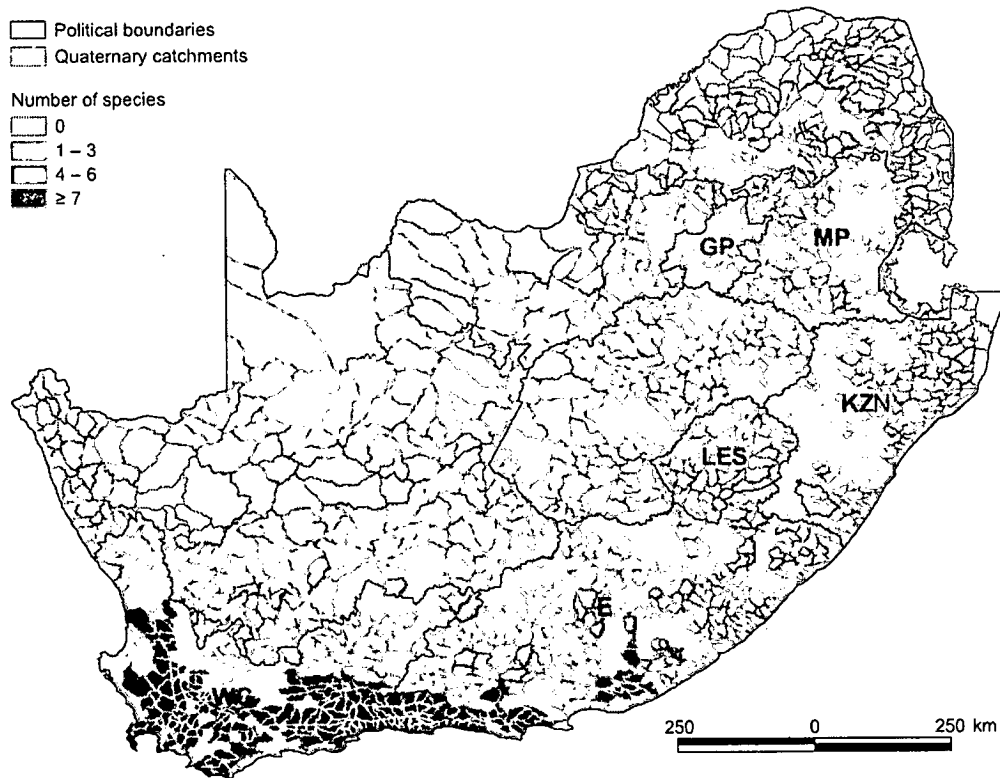 Political boundaries
Quaternary catchments
Number of species
0
1 – 3
4 – 6
≥ 7
GP
MP
KZN
LES
E
WC
250 0 250 km